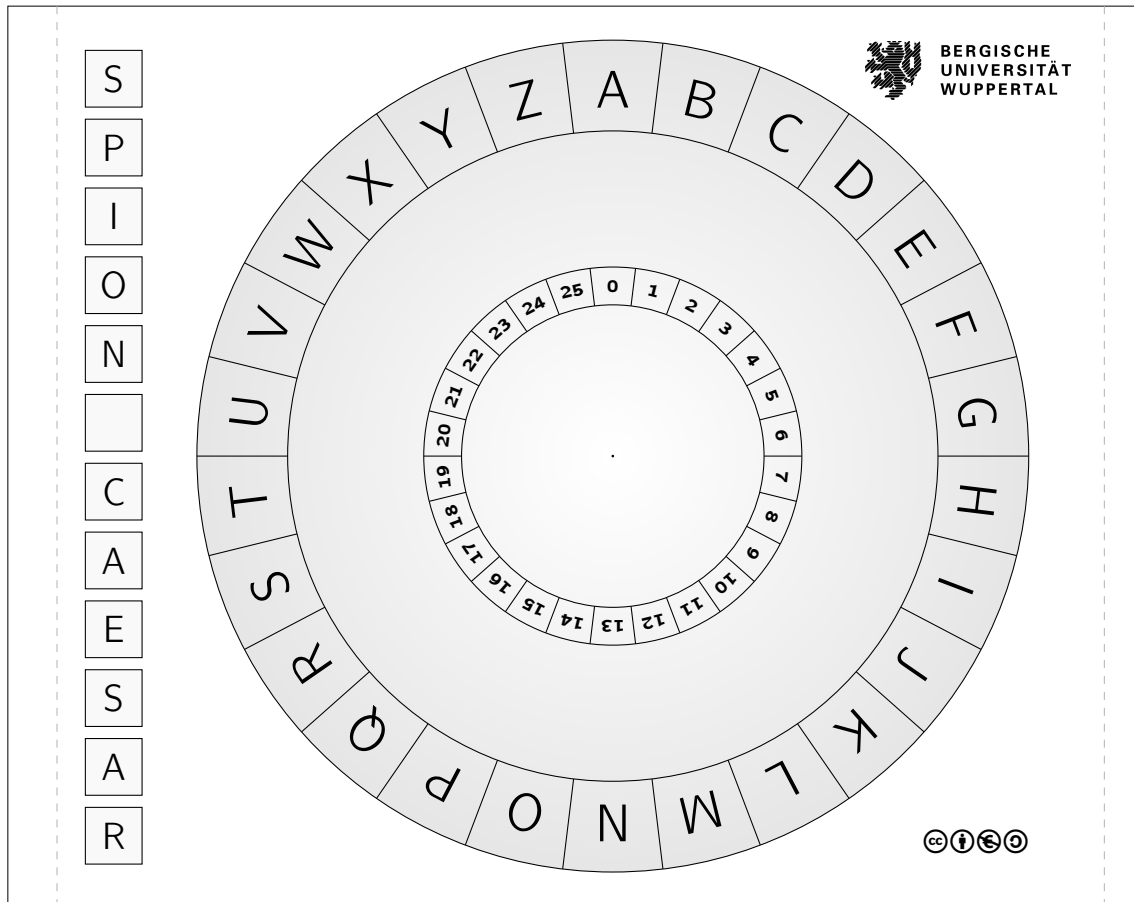 S
P
I
O
N
C
A
E
S
A
R
A B C D E F G H I J K L M N O P Q R S T U V W X Y Z
0 1 2 3 4 5 6 7 8 9 10 11 12 13 14 15 16 17 18 19 20 21 22 23 24 25
BERGISCHE
UNIVERSITÄT
WUPPERTAL
cc